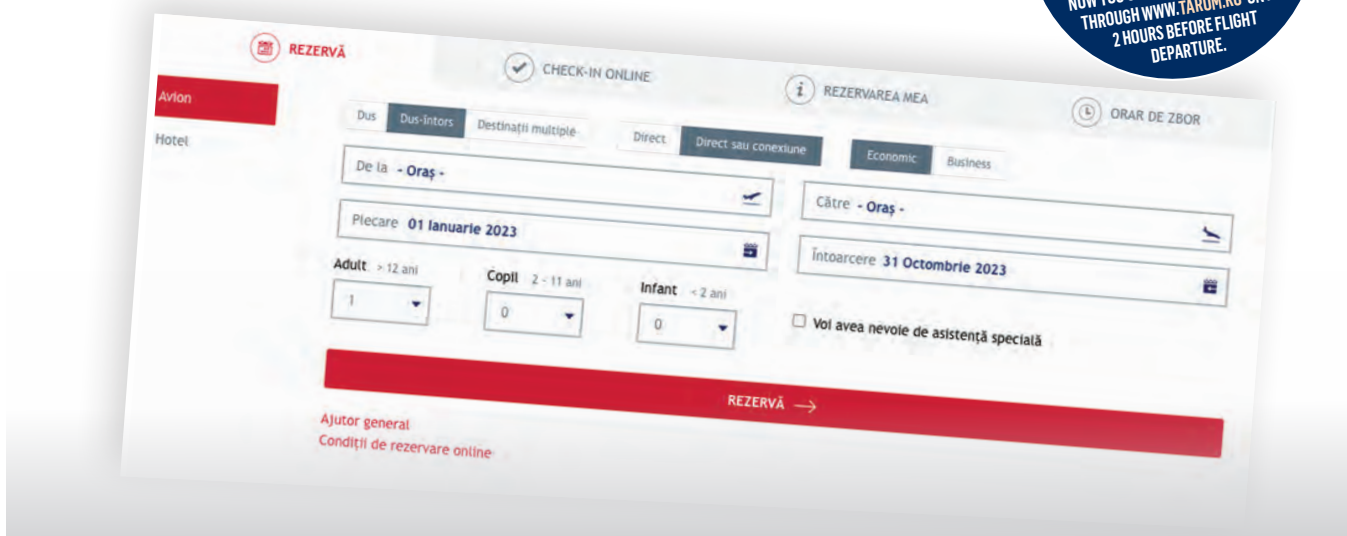 THROUGH WWW.TAROM.RO
2 HOURS BEFORE FLIGHT
DEPARTURE.
REZERVĂ
CHECK-IN ONLINE
REZERVAREA MEA
ORAR DE ZBOR
Avion
Hotel
Dus Dus-întors Destinații multiple Direct Direct sau conexiune Economic Business
De la - Oraș -
Către - Oraș -
Plecare 01 Ianuarie 2023
Întoarcere 31 Octombrie 2023
Adult > 12 ani Copil 2 - 11 ani Infant < 2 ani
1 0 0
Voi avea nevoie de asistență specială
REZERVĂ →
Ajutor general
Condiții de rezervare online